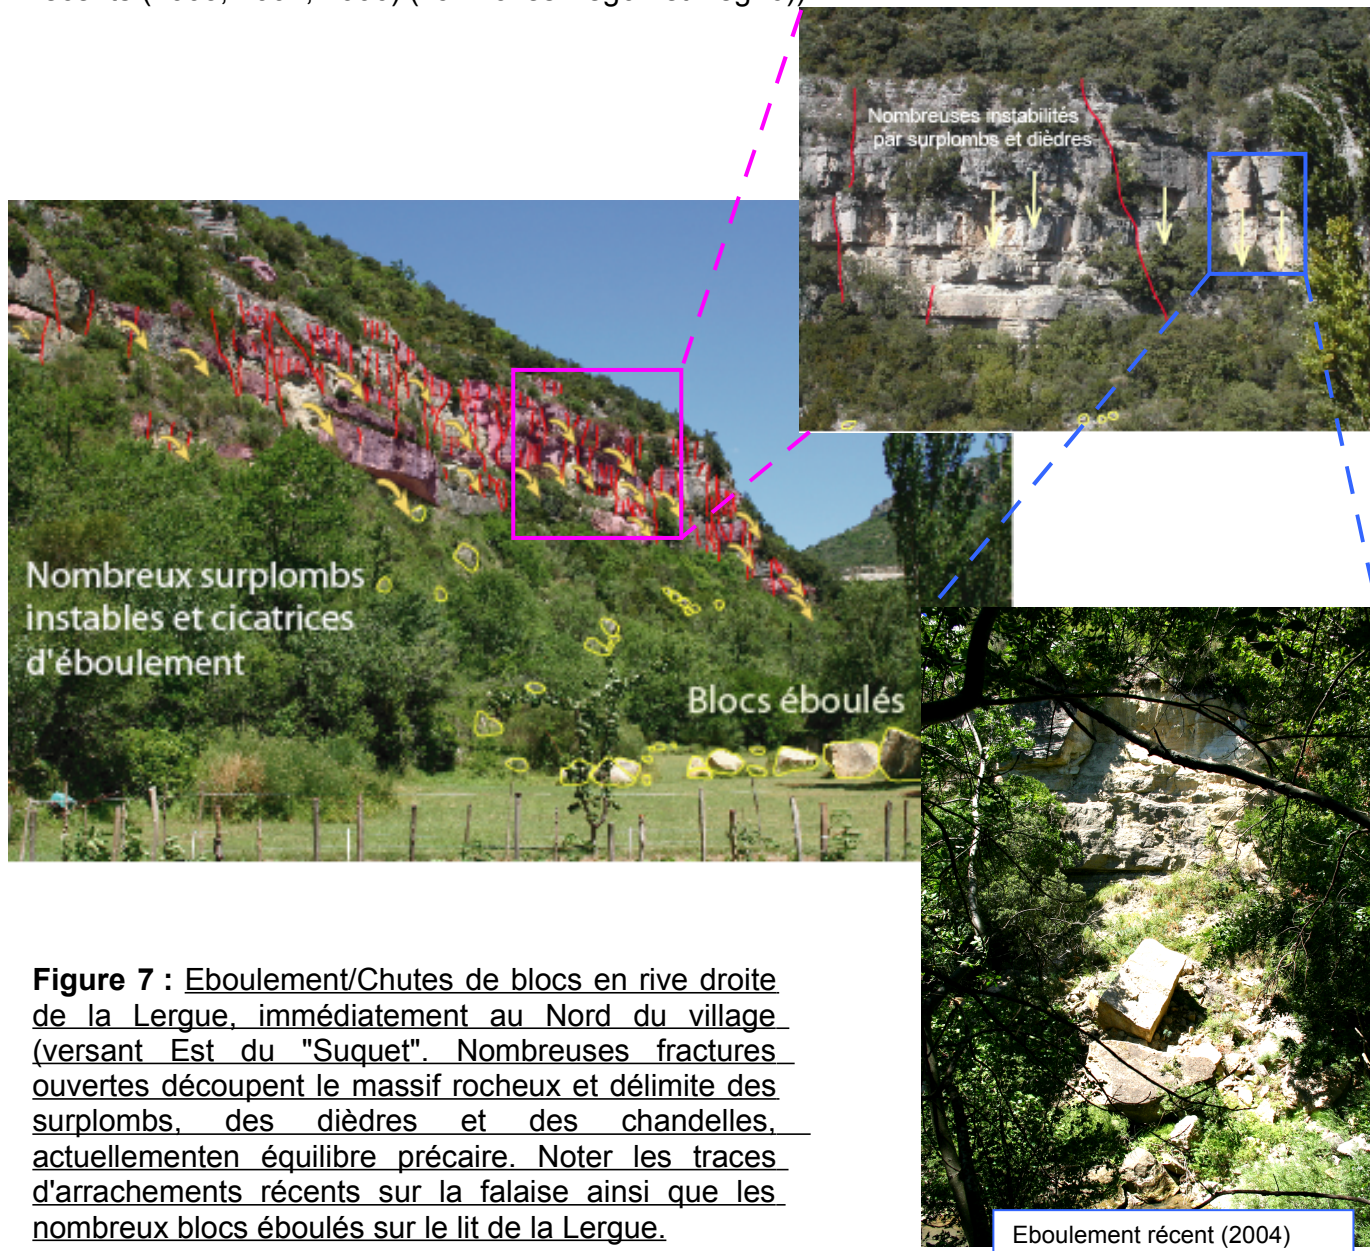 Nombreuses instabilités
par surplombs et dièdres
Nombreux surplombs
instables et cicatrices
d'éboulement
Blocs éboulés
Figure 7 : Eboulement/Chutes de blocs en rive droite
de la Lergue, immédiatement au Nord du village
(versant Est du "Suquet". Nombreuses fractures
ouvertes découpent le massif rocheux et délimite des
surplombs, des dièdres et des chandelles,
actuellementen équilibre précaire. Noter les traces
d'arrachements récents sur la falaise ainsi que les
nombreux blocs éboulés sur le lit de la Lergue.
Eboulement récent (2004)